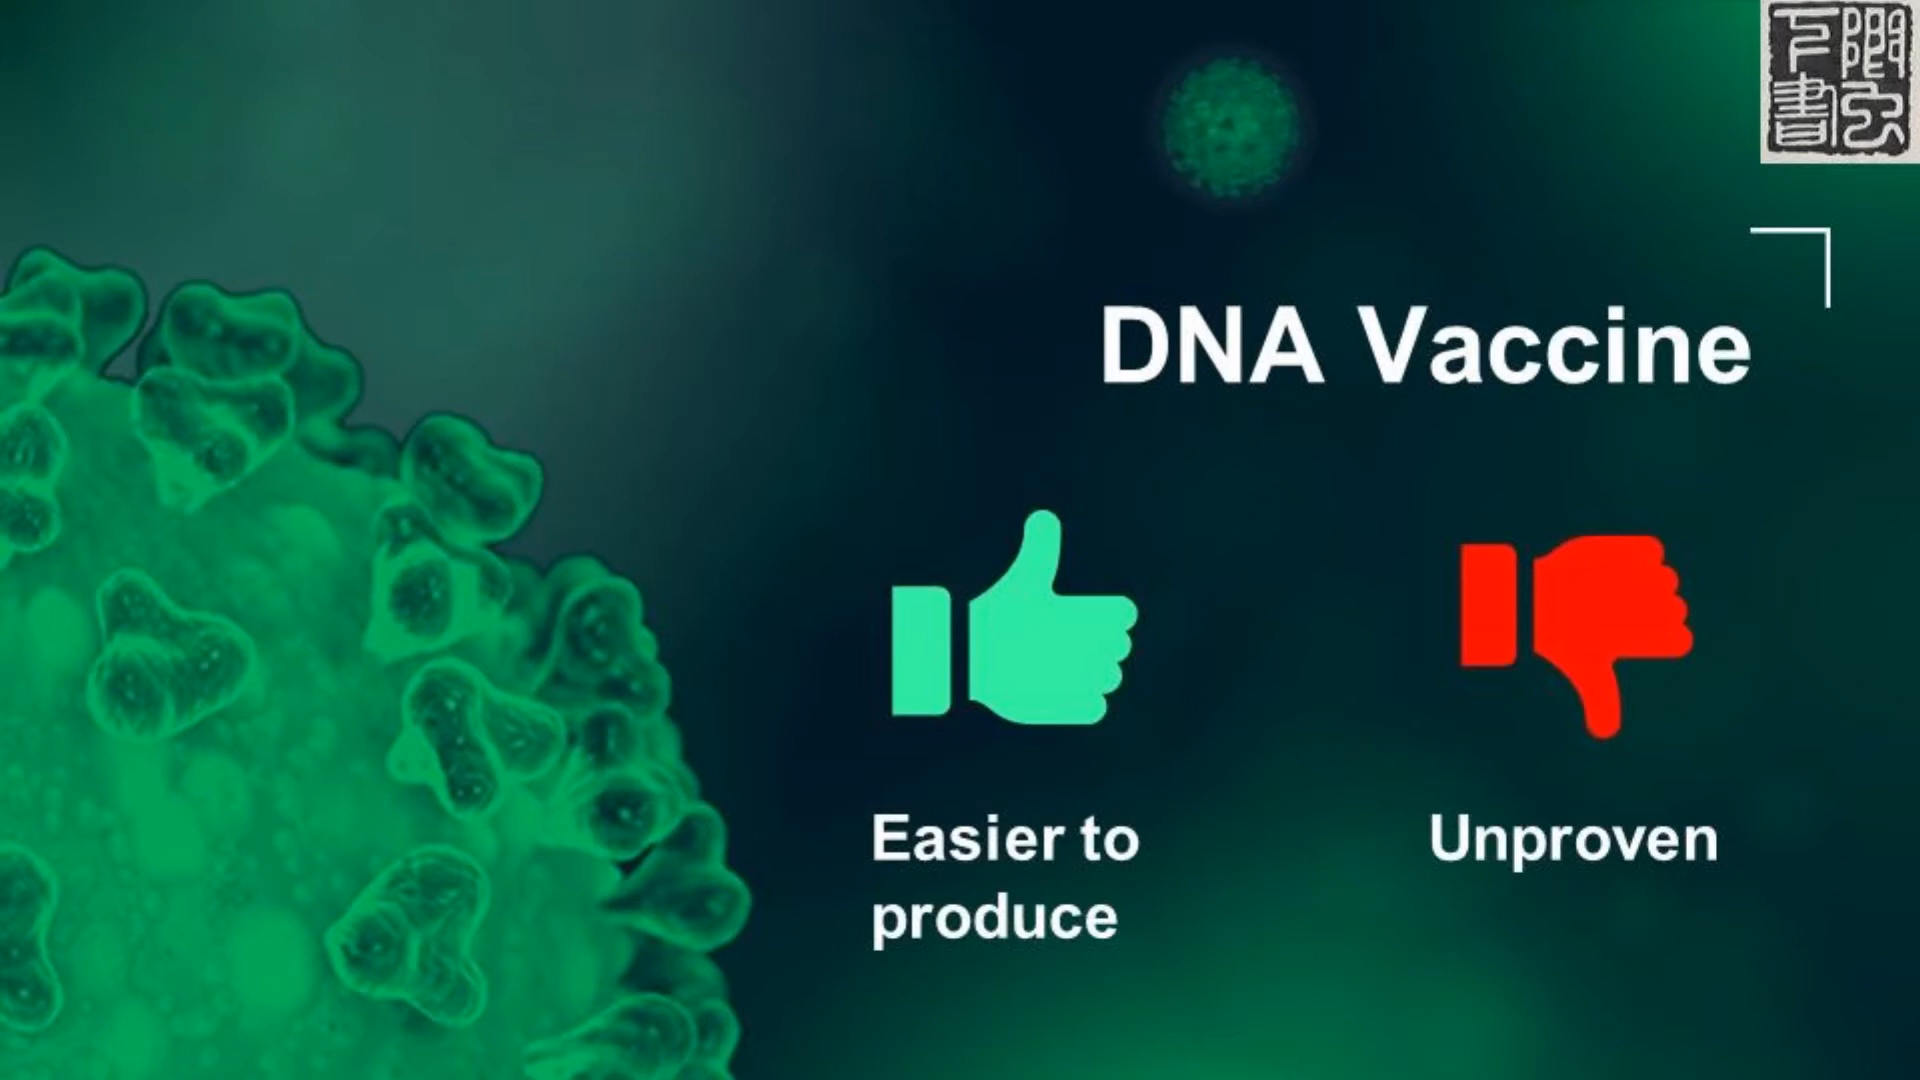 DNA Vaccine
Easier to
produce
Unproven